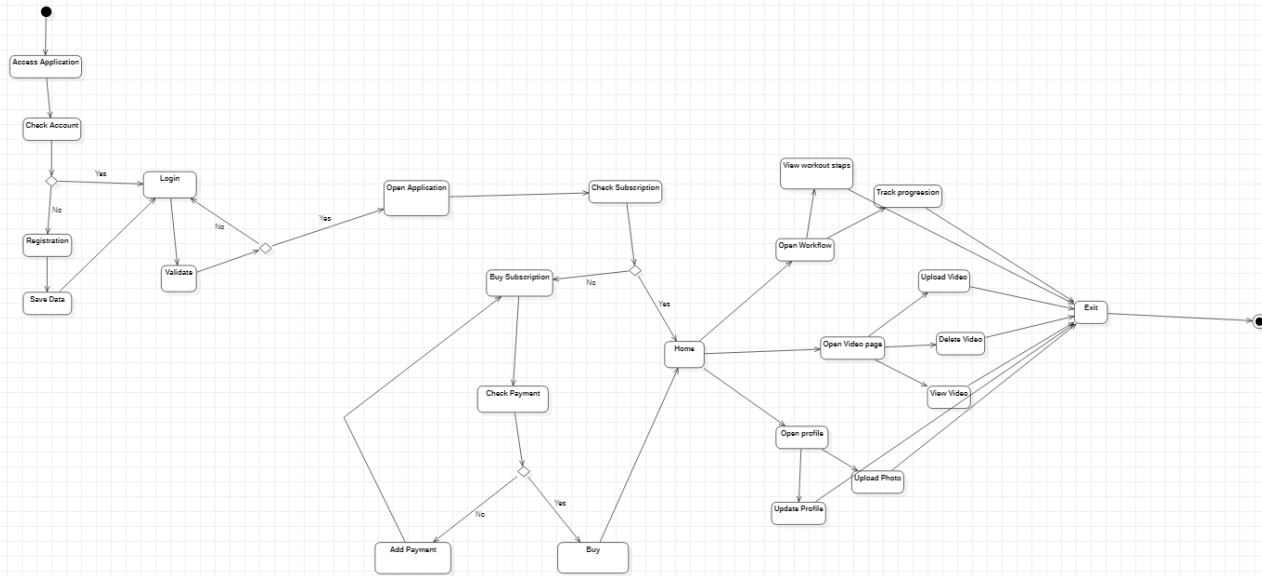 Access Application
Check Account
Yes
No
Registration
Save Data
Login
Validate
No
Yes
Open Application
Check Subscription
No
Yes
Buy Subscription
Check Payment
No
Yes
Add Payment
Buy
Home
Open Workflow
View workout steps
Track progreesion
Open Video page
Upload Video
Delete Video
View Video
Open profile
Upload Photo
Update Profile
Exit